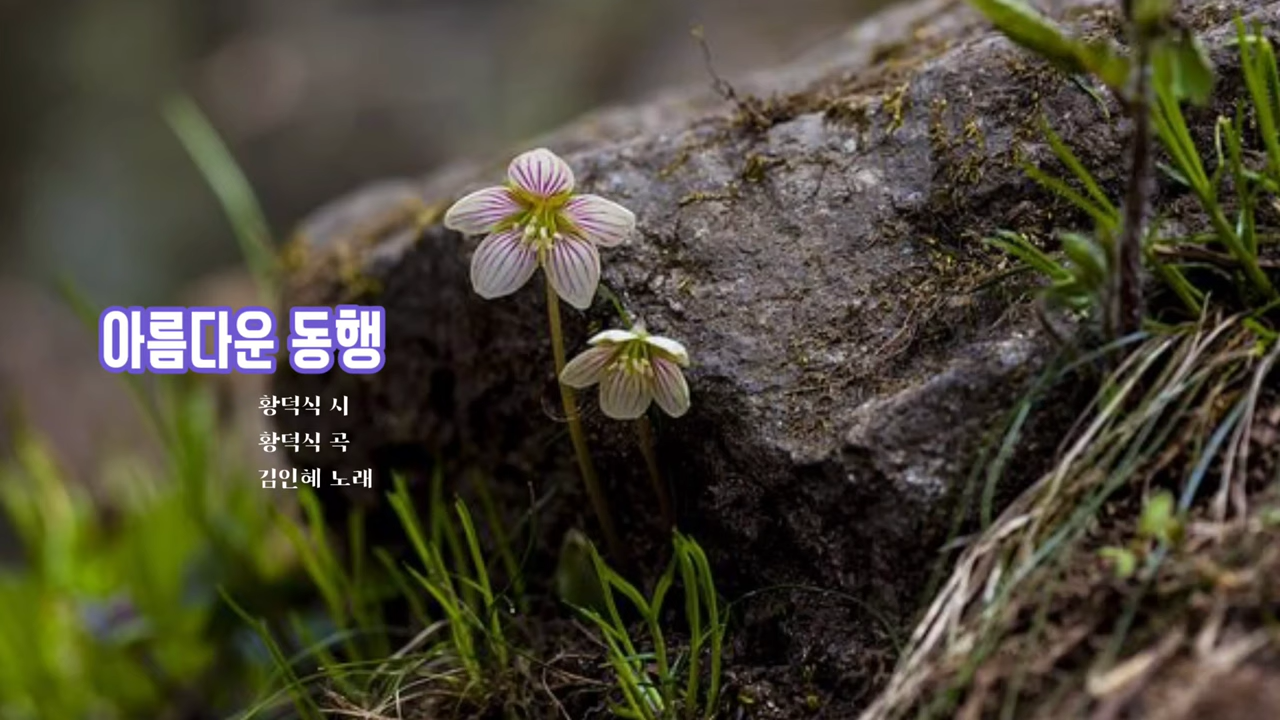 아름다운 동행
황덕식 시
황덕식 곡
김인혜 노래